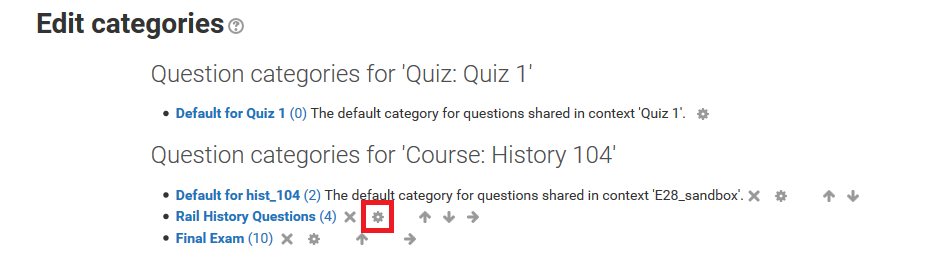 Edit categories
Question categories for 'Quiz: Quiz 1'
Default for Quiz 1 (0) The default category for questions shared in context 'Quiz 1'.
Question categories for 'Course: History 104'
Default for hist_104 (2) The default category for questions shared in context 'E28_sandbox'.
Rail History Questions (4)
Final Exam (10)